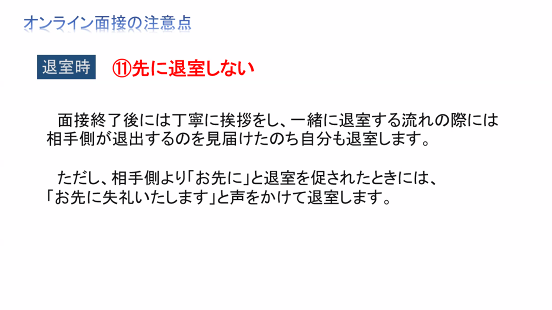 オンライン面接の注意点
退室時 ⑪先に退室しない
面接終了後には丁寧に挨拶をし、一緒に退室する流れの際には
相手側が退出するのを見届けたのち自分も退室します。
ただし、相手側より「お先に」と退室を促されたときには、
「お先に失礼いたします」と声をかけて退室します。